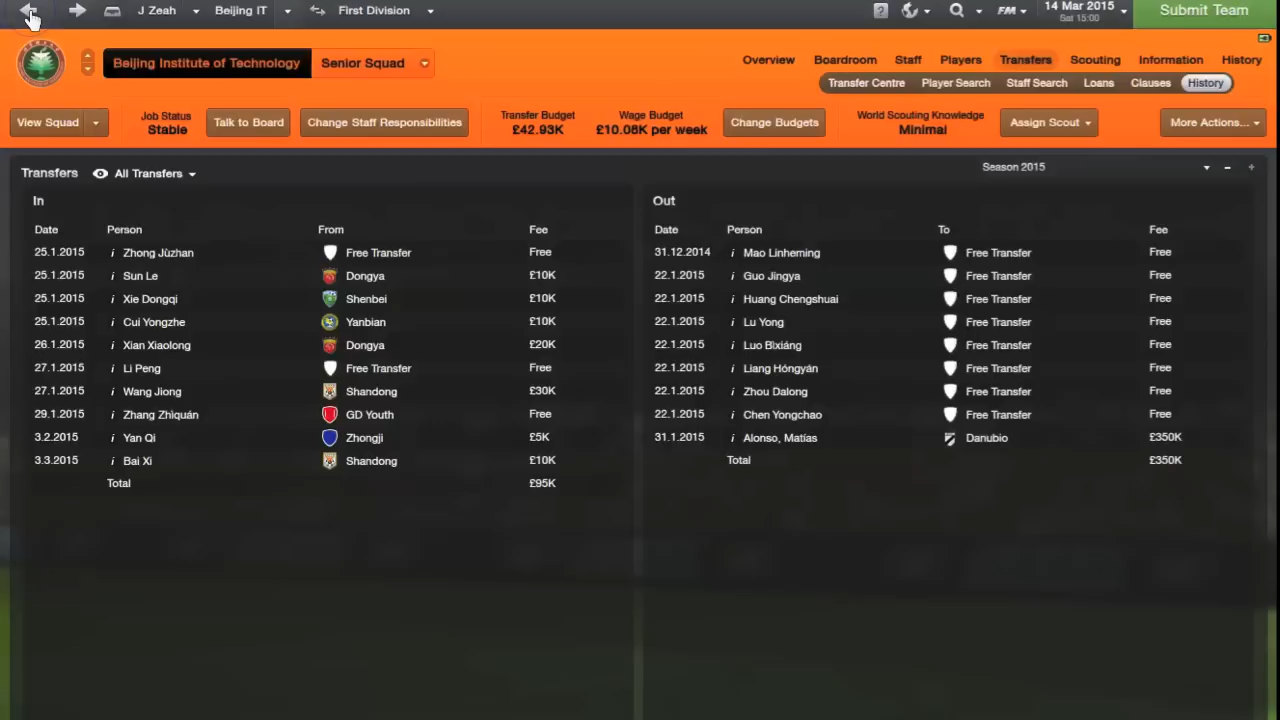 J Zeah Beijing IT First Division ? FM 14 Mar 2015 Submit Team
Sat 15:00
Beijing Institute of Technology Senior Squad Overview Boardroom Staff Players Transfers Scouting Information History
Transfer Centre Player Search Staff Search Loans Clauses History
View Squad Job Status Talk to Board Change Staff Responsibilities Transfer Budget Wage Budget Change Budgets World Scouting Knowledge Assign Scout More Actions...
Stable £42.93K £10.08K per week Minimal
Transfers All Transfers Season 2015
In Out
Date Person From Fee Date Person To Fee
25.1.2015 i Zhong Jùzhan Free Transfer Free 31.12.2014 i Mao Linheming Free Transfer Free
25.1.2015 i Sun Le Dongya £10K 22.1.2015 i Guo Jingya Free Transfer Free
25.1.2015 i Xie Dongqi Shenbei £10K 22.1.2015 i Huang Chengshuai Free Transfer Free
25.1.2015 i Cui Yongzhe Yanbian £10K 22.1.2015 i Lu Yong Free Transfer Free
26.1.2015 i Xian Xiaolong Dongya £20K 22.1.2015 i Luo Bìxiáng Free Transfer Free
27.1.2015 i Li Peng Free Transfer Free 22.1.2015 i Liang Hóngyán Free Transfer Free
27.1.2015 i Wang Jiong Shandong £30K 22.1.2015 i Zhou Dalong Free Transfer Free
29.1.2015 i Zhang Zhìquán GD Youth Free 22.1.2015 i Chen Yongchao Free Transfer Free
3.2.2015 i Yan Qi Zhongji £5K 31.1.2015 i Alonso, Matías Danubio £350K
3.3.2015 i Bai Xi Shandong £10K Total £350K
Total £95K